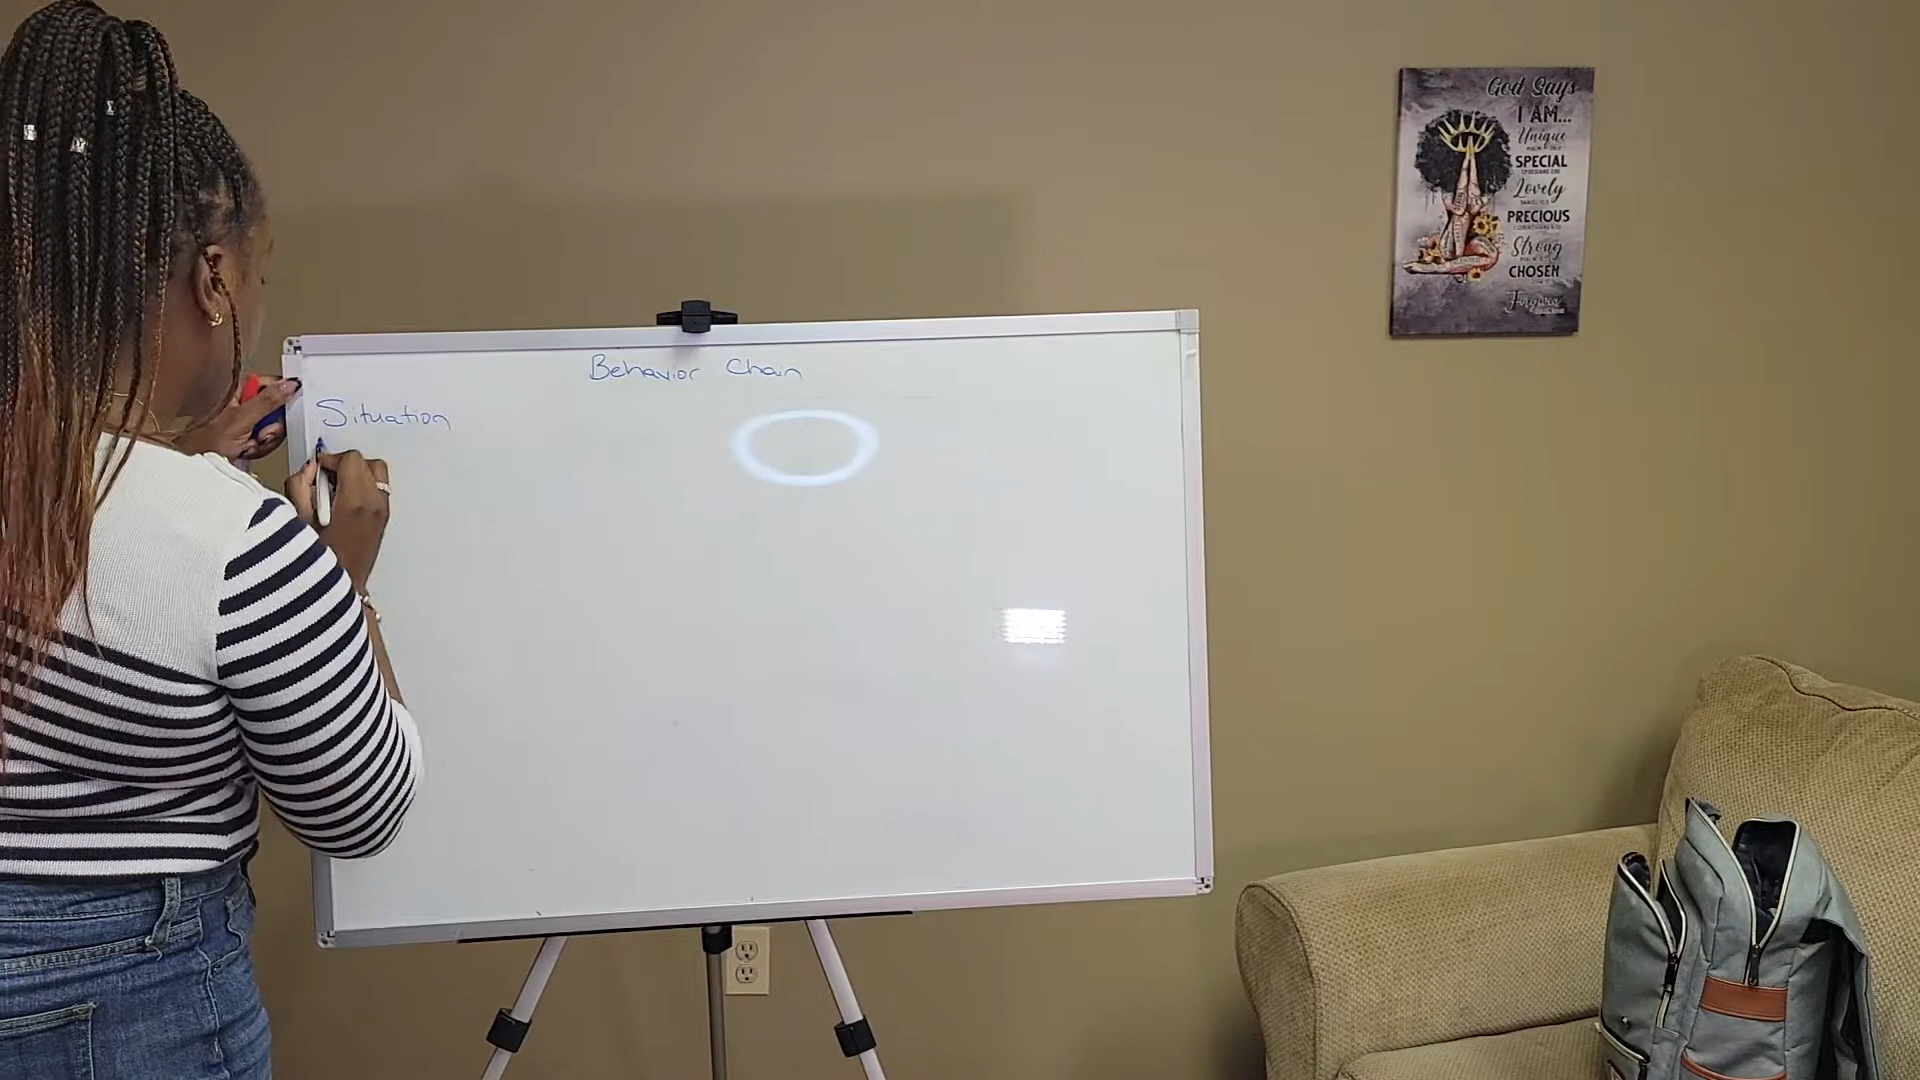 Behavior Chain
Situation
God Says
I AM...
Unique
SPECIAL
Lovely
PRECIOUS
Strong
CHOSEN
Forgiven